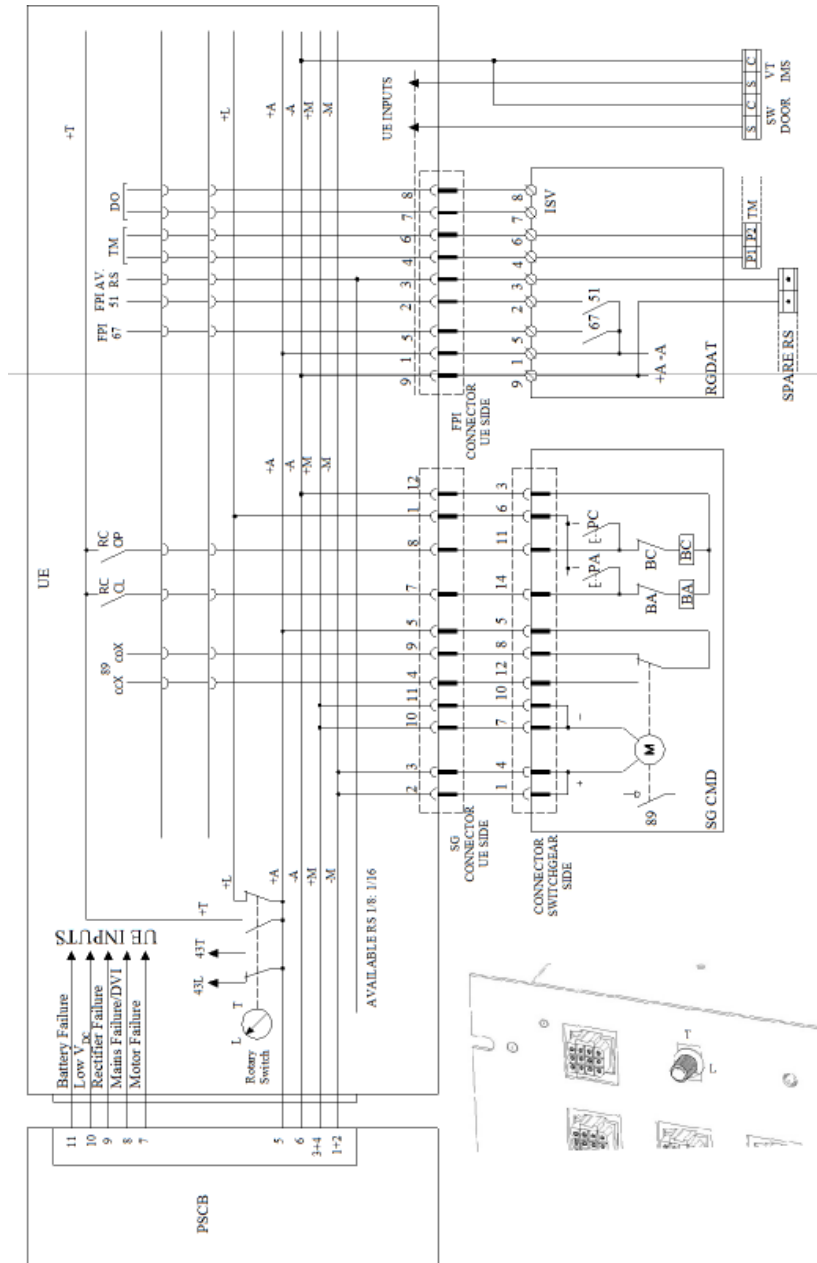 PSCB
11
10
9
8
7
5
6
3+4
1+2
Battery Failure
Low V DC
Rectifier Failure
Mains Failure/DVI
Motor Failure
UE INPUTS
UE
L
T
Rotary
Switch
43L
43T
+T
+L
+A
-A
+M
-M
AVAILABLE RS 1/8: 1/16
89
ccX
coX
RC
CL
RC
OP
+A
-A
+M
-M
2
3
10
11
4
9
5
7
8
1
12
SG
CONNECTOR
UE SIDE
1
4
7
10
12
8
5
14
11
6
3
CONNECTOR
SWITCHGEAR
SIDE
+
-
M
89
SG CMD
PA
PC
BA
BC
BA
BC
FPI
67
FPI AV.
51
RS
TM
DO
+T
+L
+A
-A
+M
-M
UE INPUTS
9
1
5
2
3
4
6
7
8
FPI
CONNECTOR
UE SIDE
9
1
5
2
3
4
6
7
8
ISV
67
51
+A
-A
RGDAT
SPARE RS
P1
P2
TM
S
C
S
C
SW
DOOR
VT
IMS
T
L